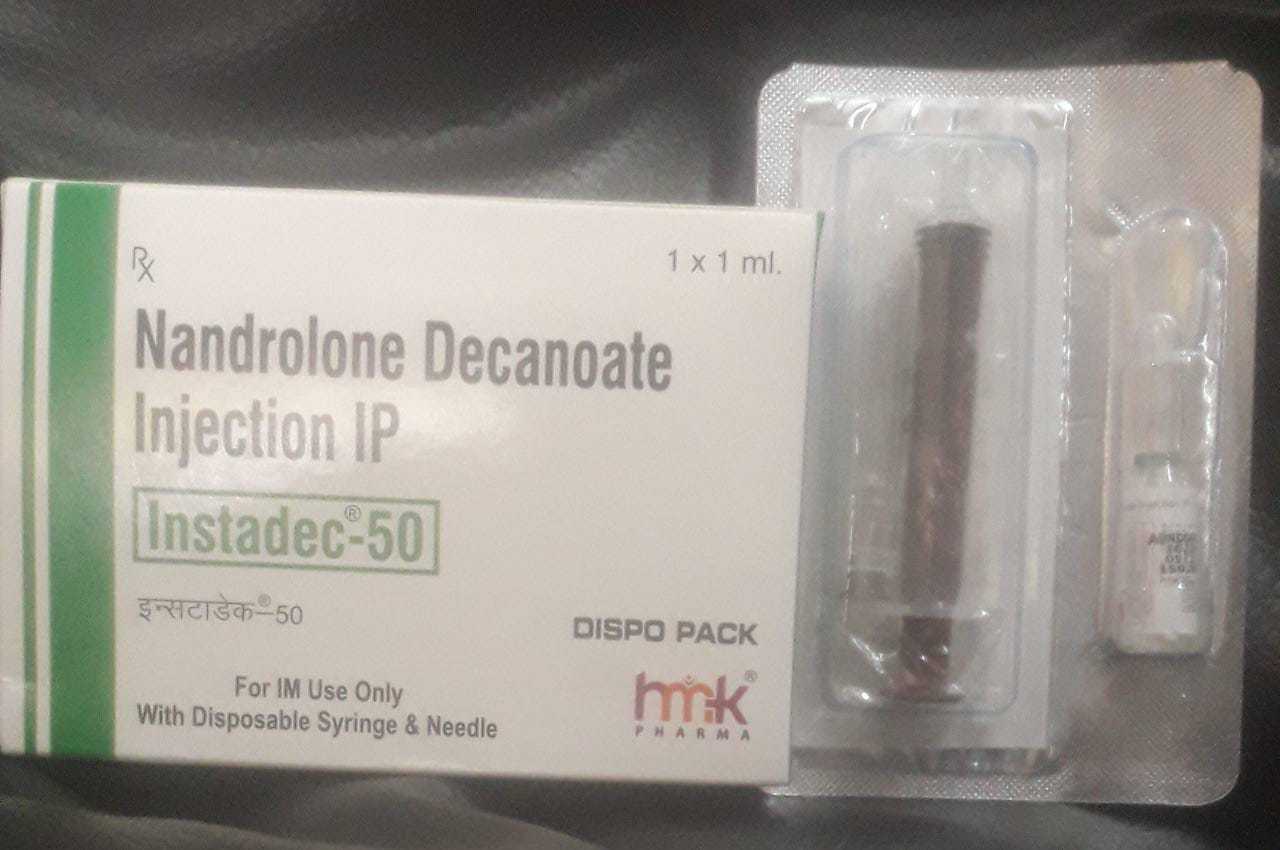 Rx
1 x 1 ml.
Nandrolone Decanoate
Injection IP
Instadec®-50
इन्सटाडेक®–50
DISPO PACK
For IM Use Only
With Disposable Syringe & Needle
hmk®
PHARMA